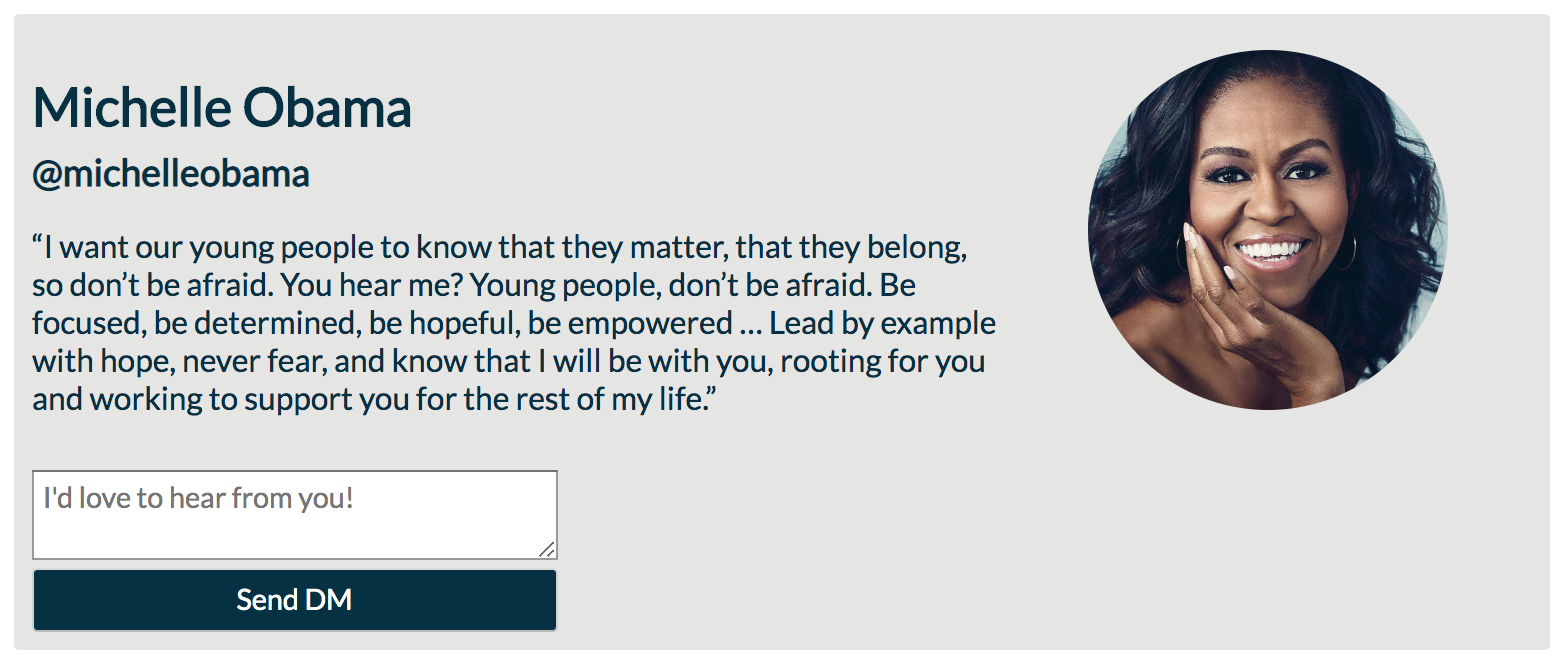 Michelle Obama
@michelleobama
“I want our young people to know that they matter, that they belong,
so don’t be afraid. You hear me? Young people, don’t be afraid. Be
focused, be determined, be hopeful, be empowered ... Lead by example
with hope, never fear, and know that I will be with you, rooting for you
and working to support you for the rest of my life.”
I'd love to hear from you!
Send DM